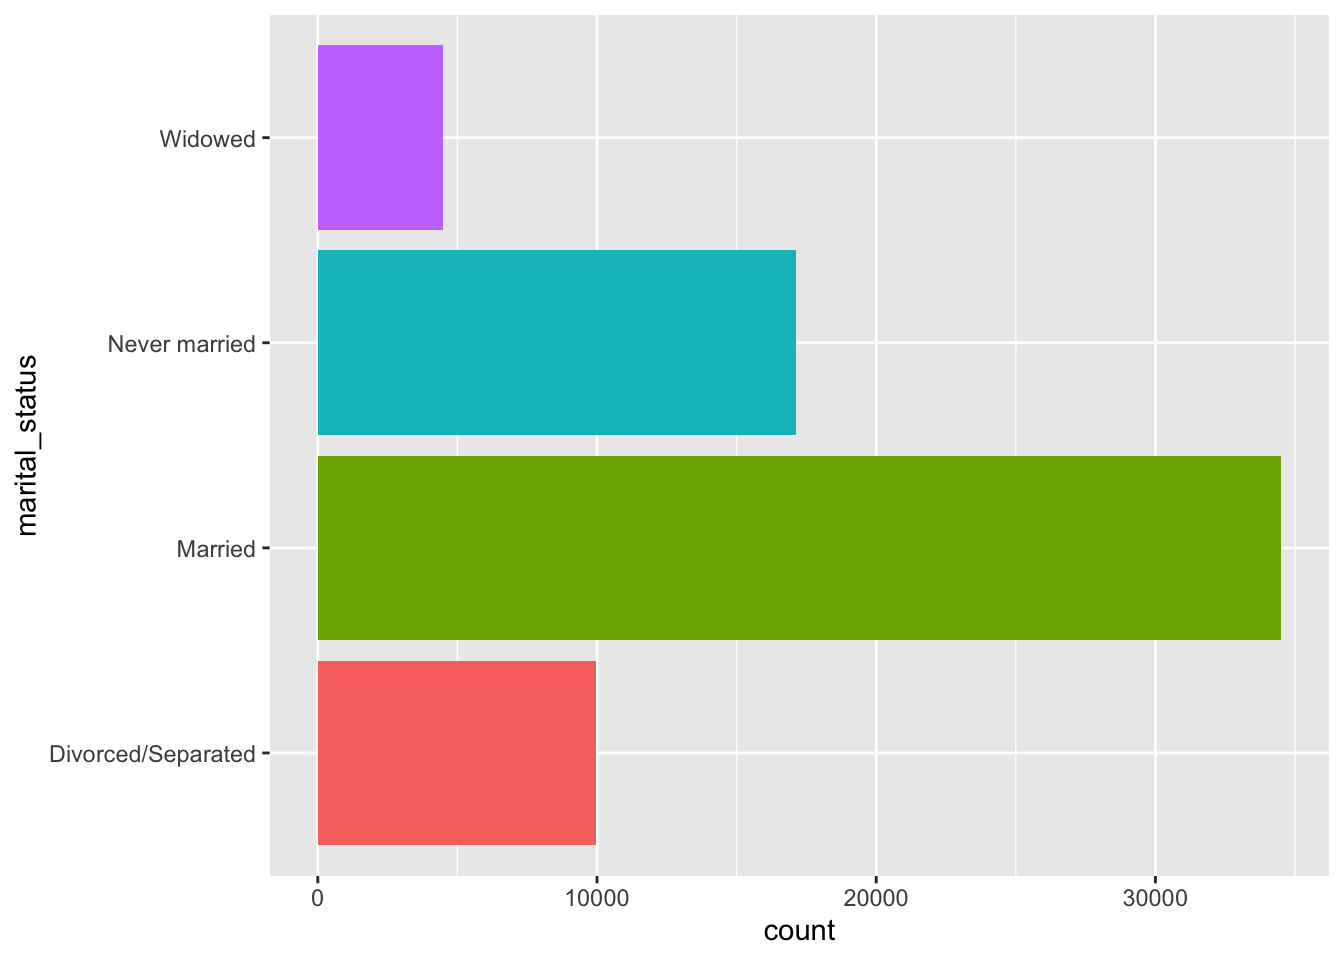 marital_status
Widowed
Never married
Married
Divorced/Separated
0 10000 20000 30000
count